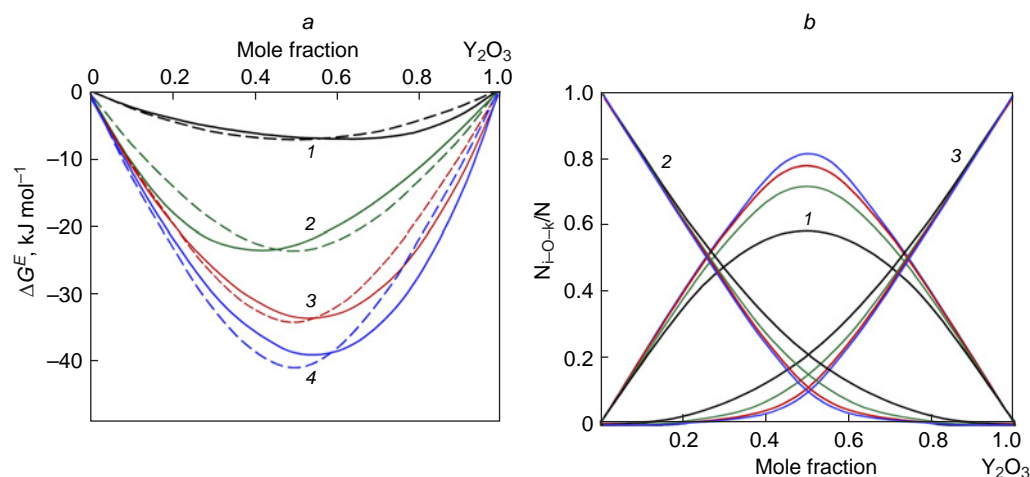 a
Mole fraction Y₂O₃
0 0.2 0.4 0.6 0.8 1.0
0
–10
–20
–30
–40
ΔGᴱ, kJ mol⁻¹
1
2
3
4
b
1.0
0.8
0.6
0.4
0.2
0
Nᵢ₋O₋ₖ/N
2
3
1
0.2 0.4 0.6 0.8 1.0
Mole fraction Y₂O₃